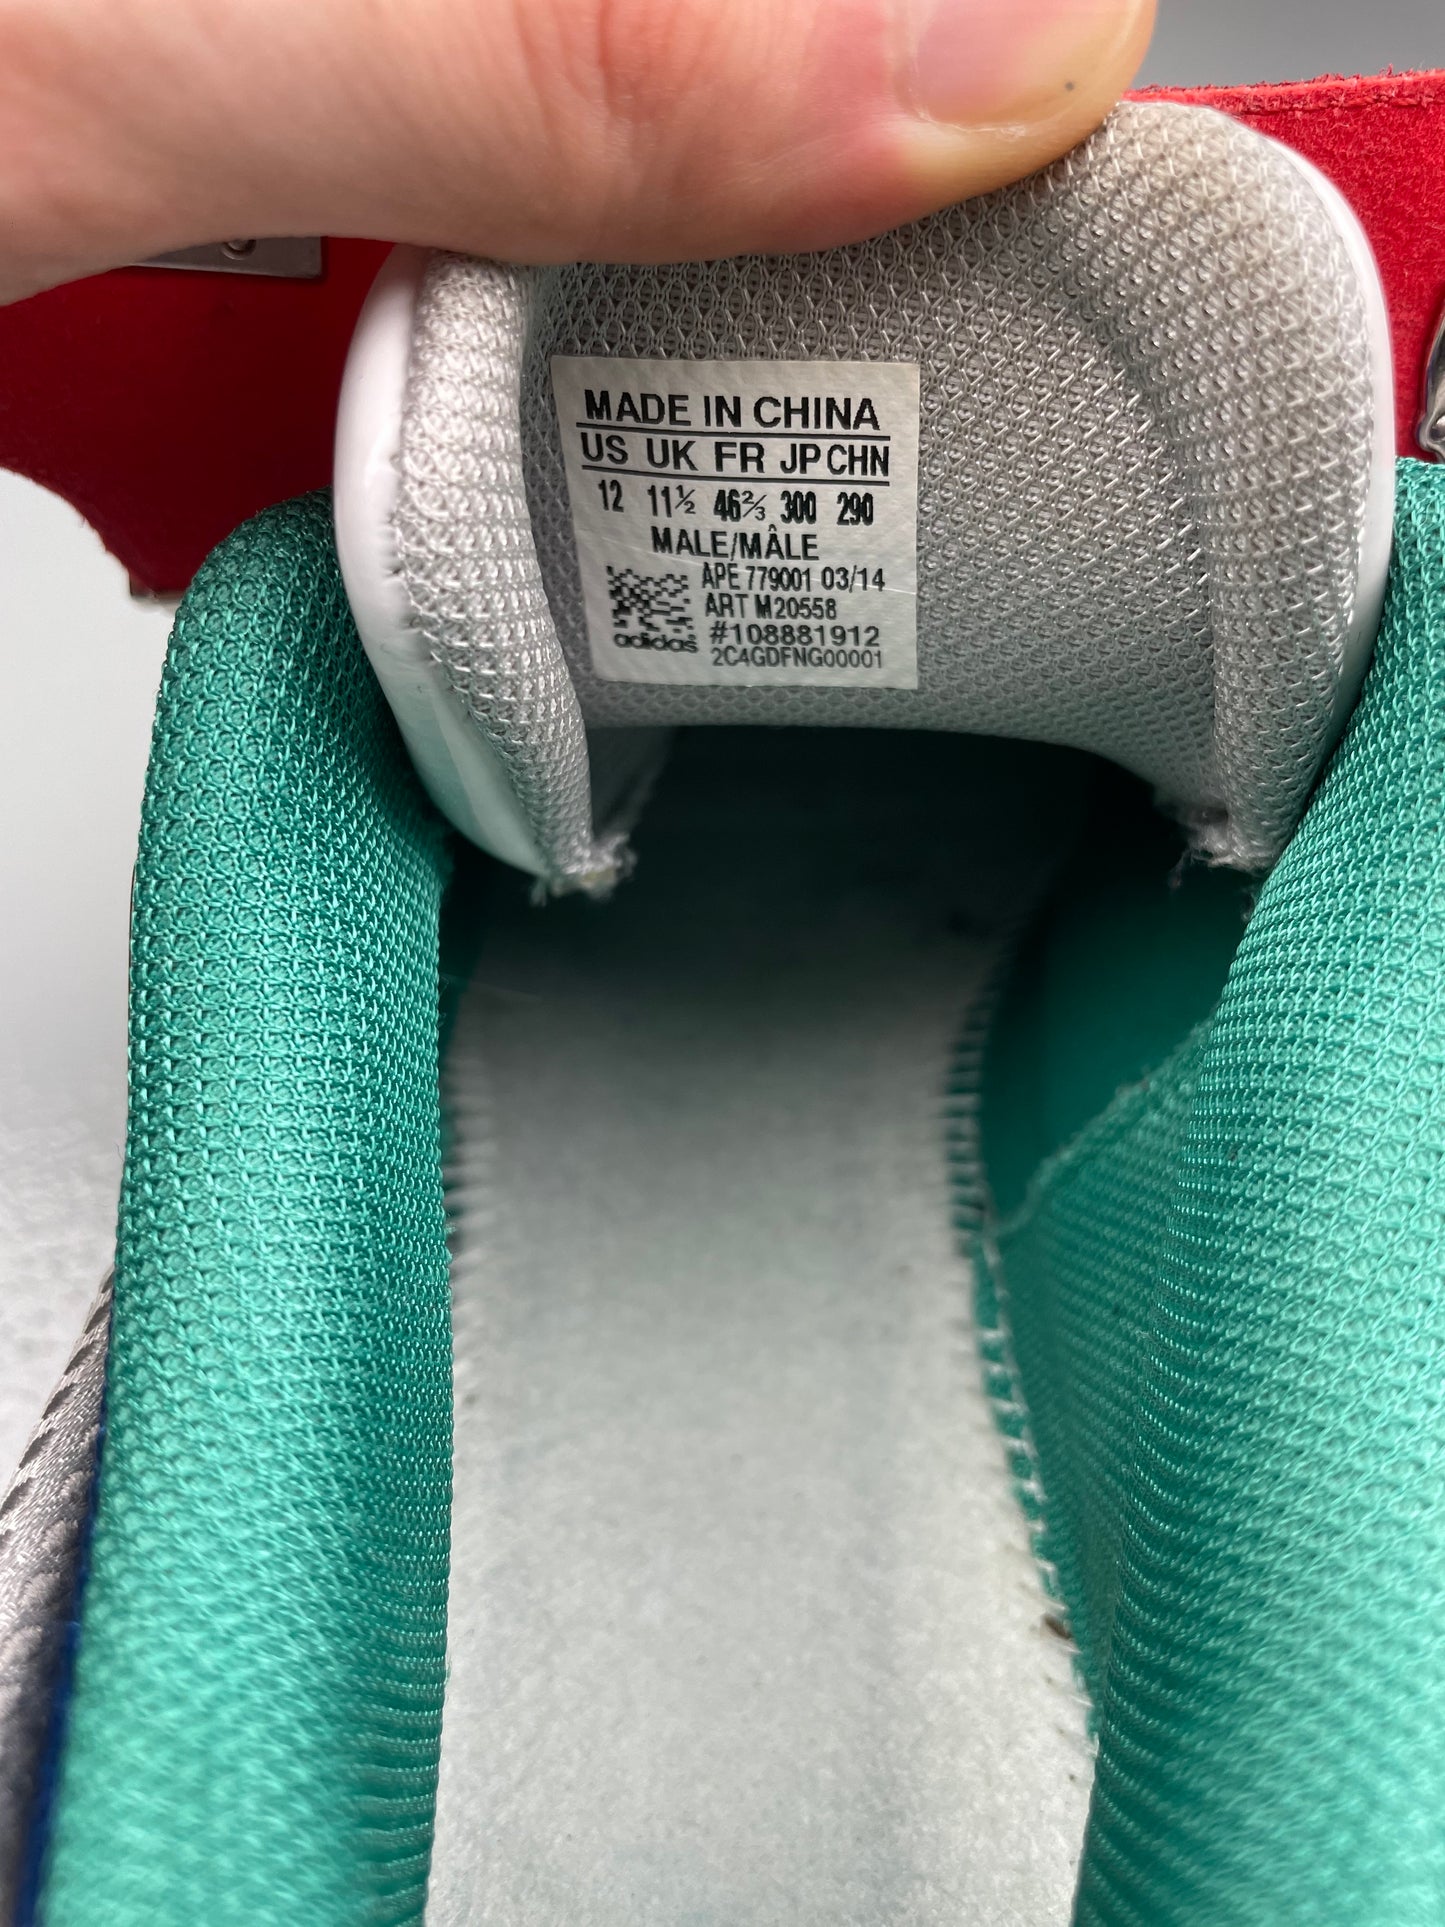 MADE IN CHINA
US UK FR JP CHN
12 11½ 46⅔ 300 290
MALE/MÂLE
APE 779001 03/14
ART M20558
#108881912
adidas 2C4GDFNG00001